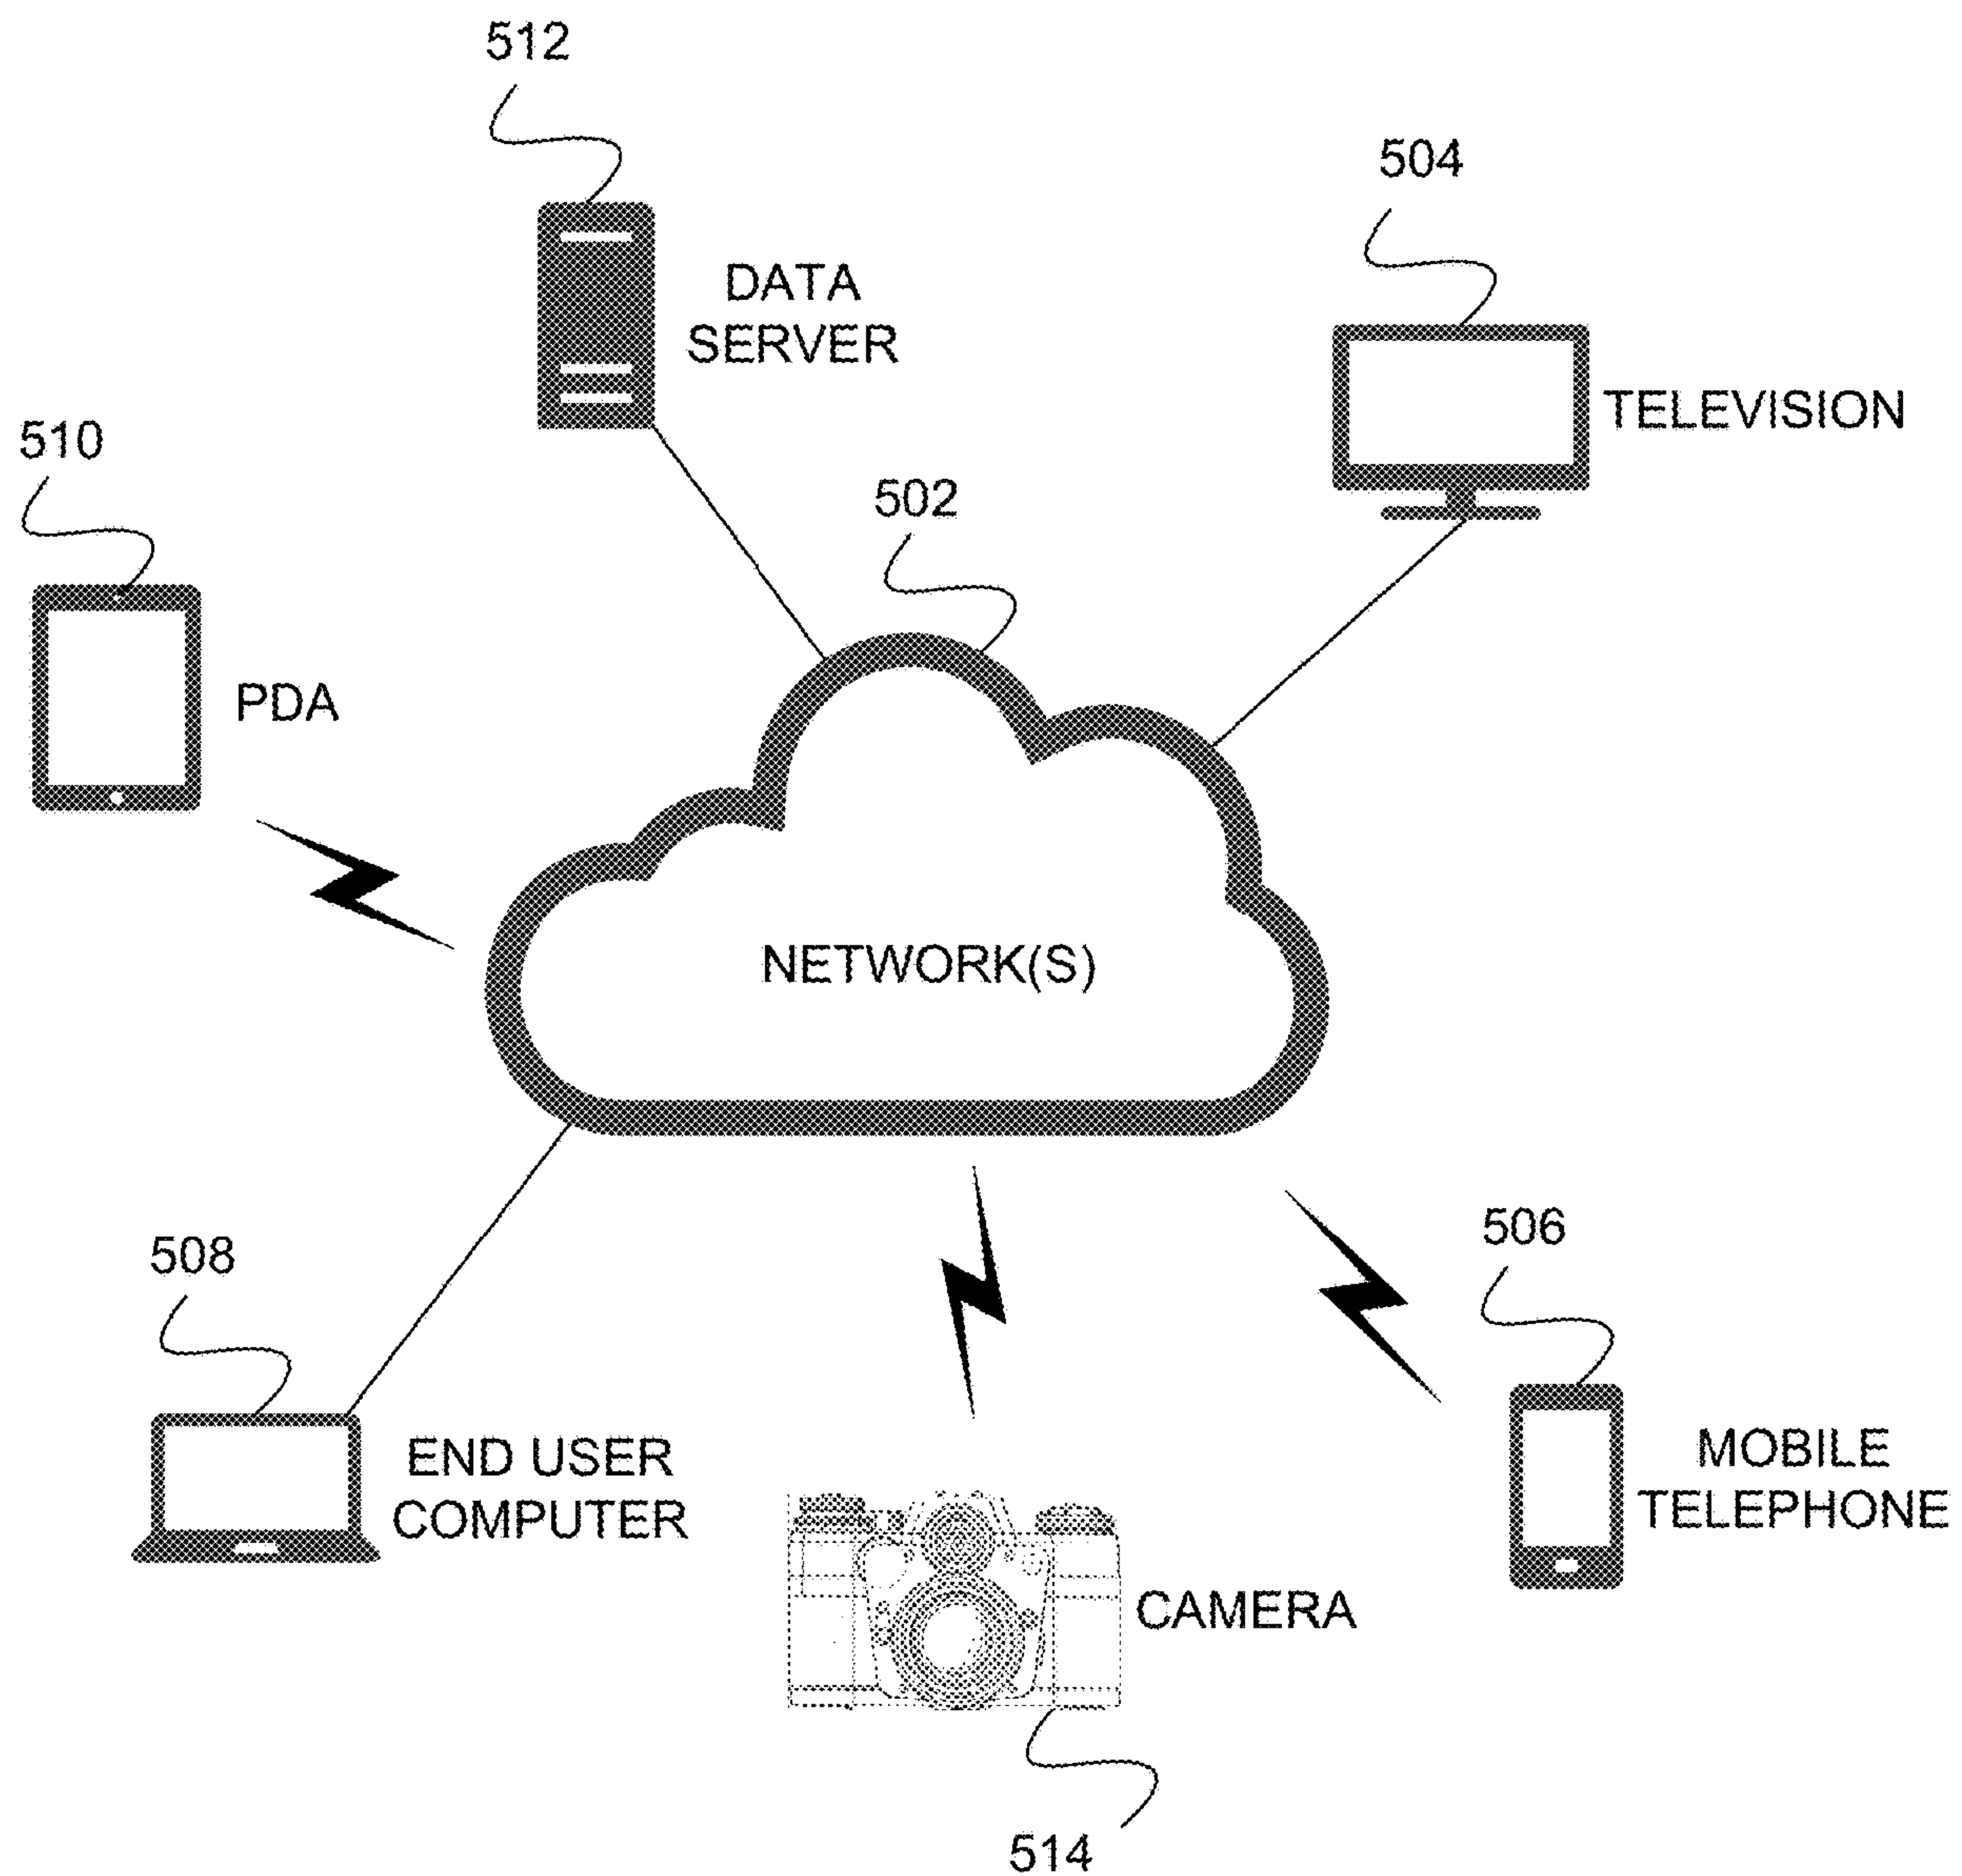 512
504
DATA
SERVER
TELEVISION
510
502
PDA
NETWORK(S)
508
506
END USER
COMPUTER
MOBILE
TELEPHONE
CAMERA
514